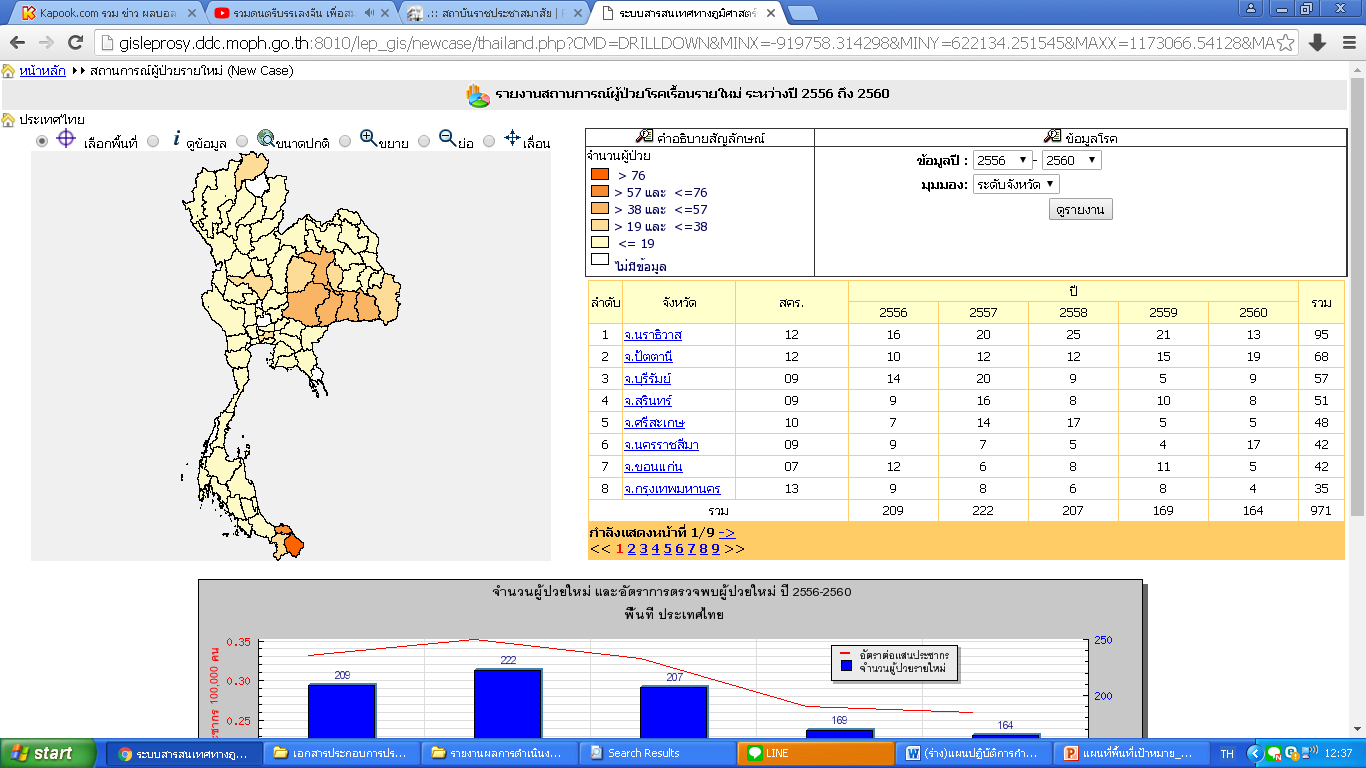 Kapook.com รวม ข่าว ผลบอล
รวมดนตรีบรรเลงจีน เพื่อสม
.:: สถาบันราชประชาสมาสัย |
ระบบสารสนเทศทางภูมิศาสตร์
gisleprosy.ddc.moph.go.th:8010/lep_gis/newcase/thailand.php?CMD=DRILLDOWN&MINX=-919758.314298&MINY=622134.251545&MAXX=1173066.54128&MA
หน้าหลัก สถานการณ์ผู้ป่วยรายใหม่ (New Case)
รายงานสถานการณ์ผู้ป่วยโรคเรื้อนรายใหม่ ระหว่างปี 2556 ถึง 2560
ประเทศไทย
เลือกพื้นที่ ดูข้อมูล ขนาดปกติ ขยาย ย่อ เลื่อน
คำอธิบายสัญลักษณ์
จำนวนผู้ป่วย
> 76
> 57 และ <=76
> 38 และ <=57
> 19 และ <=38
<= 19
ไม่มีข้อมูล
ข้อมูลโรค
ข้อมูลปี : 2556 - 2560
มุมมอง: ระดับจังหวัด
ดูรายงาน
ลำดับ จังหวัด สคร. ปี รวม
2556 2557 2558 2559 2560
1 จ.นราธิวาส 12 16 20 25 21 13 95
2 จ.ปัตตานี 12 10 12 12 15 19 68
3 จ.บุรีรัมย์ 09 14 20 9 5 9 57
4 จ.สุรินทร์ 09 9 16 8 10 8 51
5 จ.ศรีสะเกษ 10 7 14 17 5 5 48
6 จ.นครราชสีมา 09 9 7 5 4 17 42
7 จ.ขอนแก่น 07 12 6 8 11 5 42
8 จ.กรุงเทพมหานคร 13 9 8 6 8 4 35
รวม 209 222 207 169 164 971
กำลังแสดงหน้าที่ 1/9 ->
<< 1 2 3 4 5 6 7 8 9 >>
จำนวนผู้ป่วยใหม่ และอัตราการตรวจพบผู้ป่วยใหม่ ปี 2556-2560
พื้นที่ ประเทศไทย
0.35 250
อัตราต่อแสนประชากร
จำนวนผู้ป่วยรายใหม่
222
209 207
0.30
200
0.25
169 164
ชากร 100,000 คน
start
ระบบสารสนเทศทางภู...
เอกสารประกอบการปร...
รายงานผลการดำเนินง...
Search Results
LINE
(ร่าง)แผนปฏิบัติการกำ...
แผนที่พื้นที่เป้าหมาย_...
TH
12:37